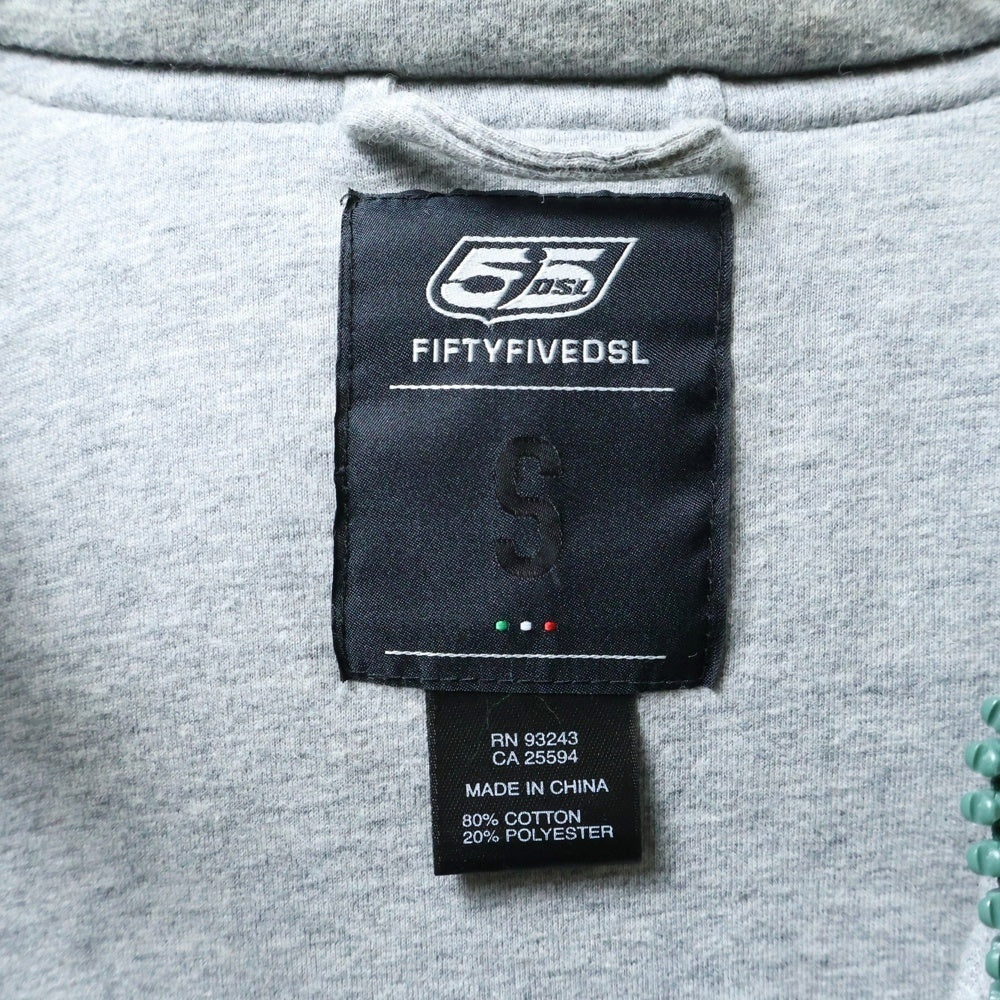 55
DSL
FIFTYFIVEDSL
S
RN 93243
CA 25594
MADE IN CHINA
80% COTTON
20% POLYESTER